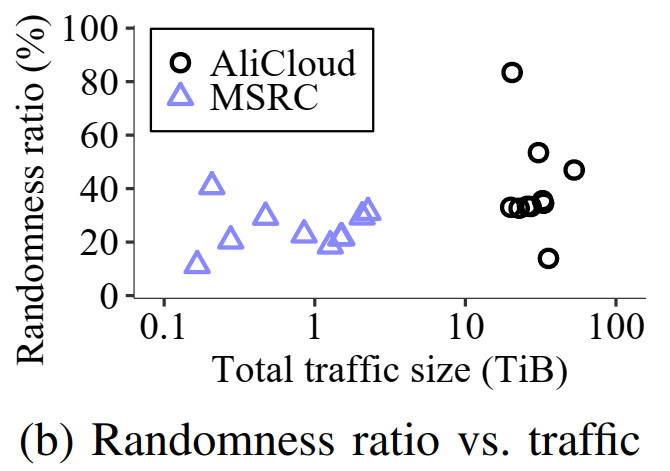 Randomness ratio (%)
100
80
60
40
20
0
AliCloud
MSRC
0.1 1 10 100
Total traffic size (TiB)
(b) Randomness ratio vs. traffic